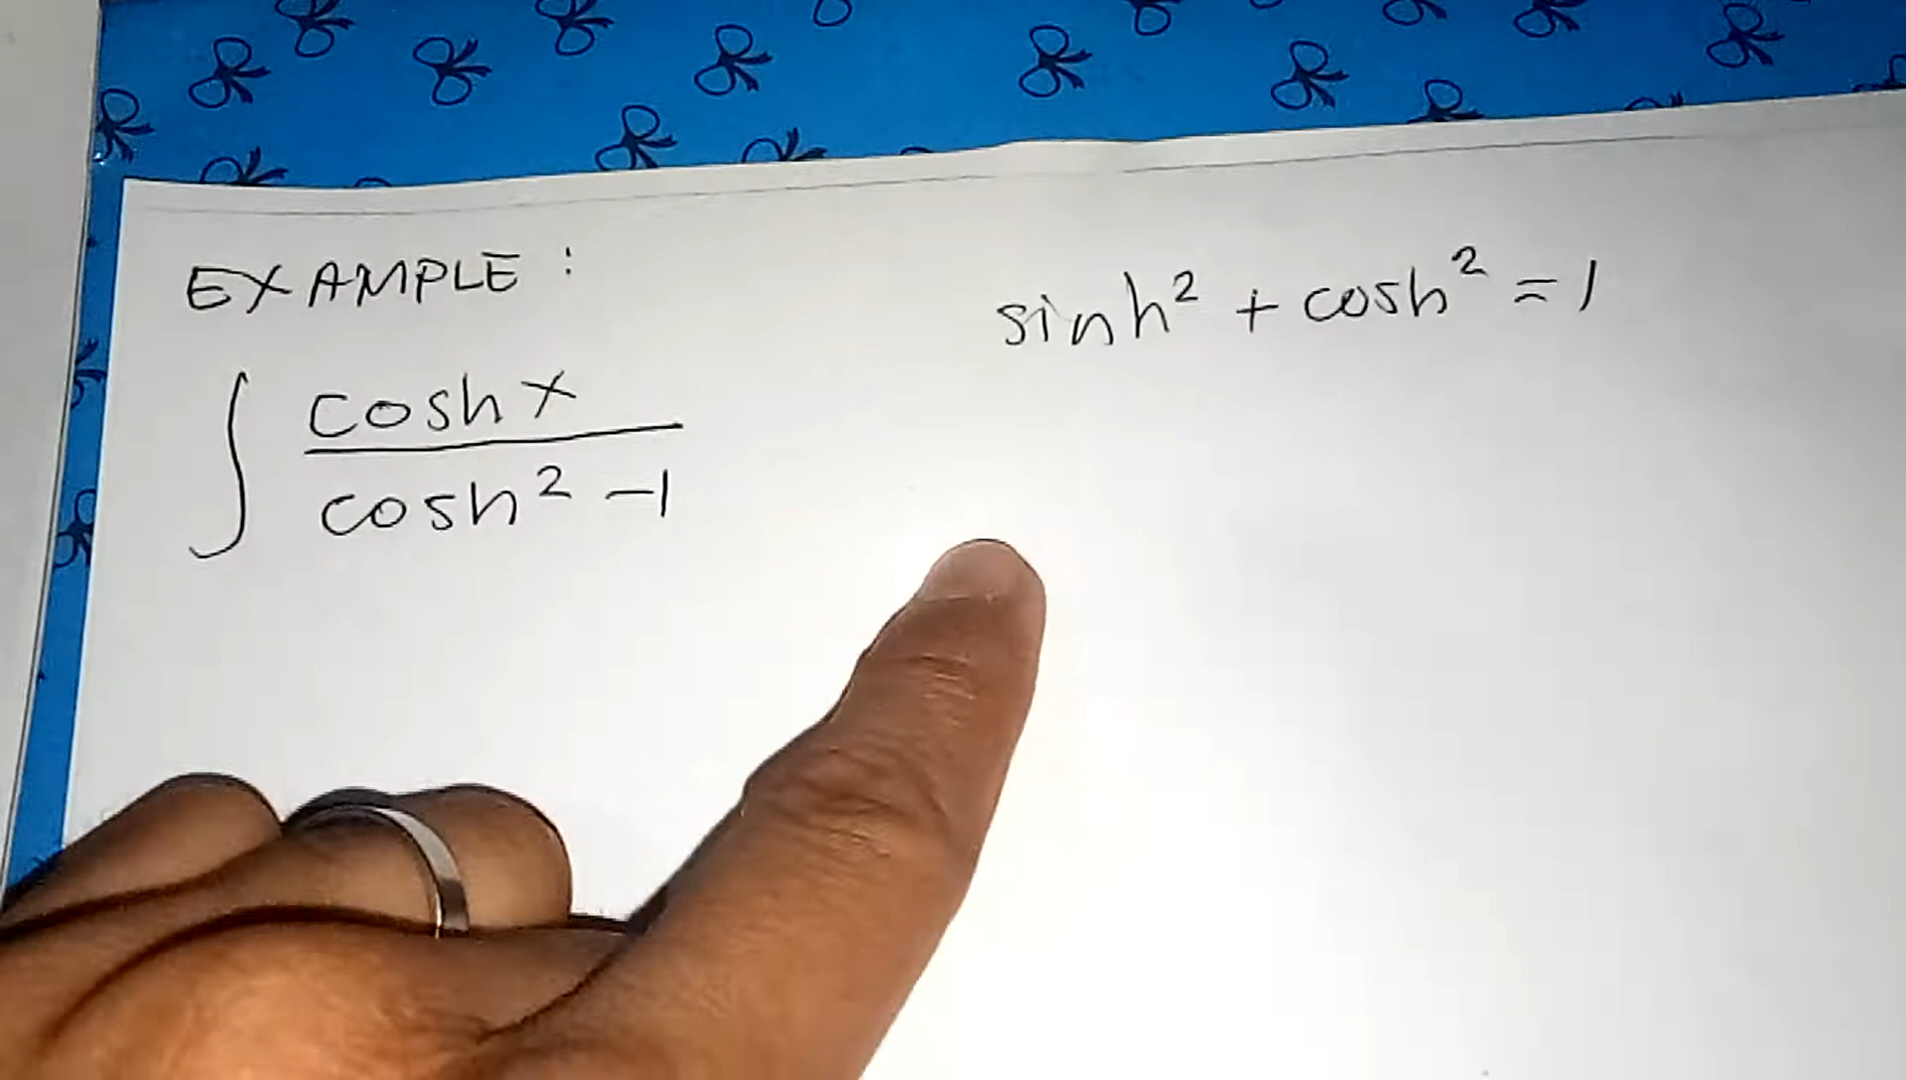 EXAMPLE :
sinh² + cosh² = 1
∫ cosh x
cosh² - 1